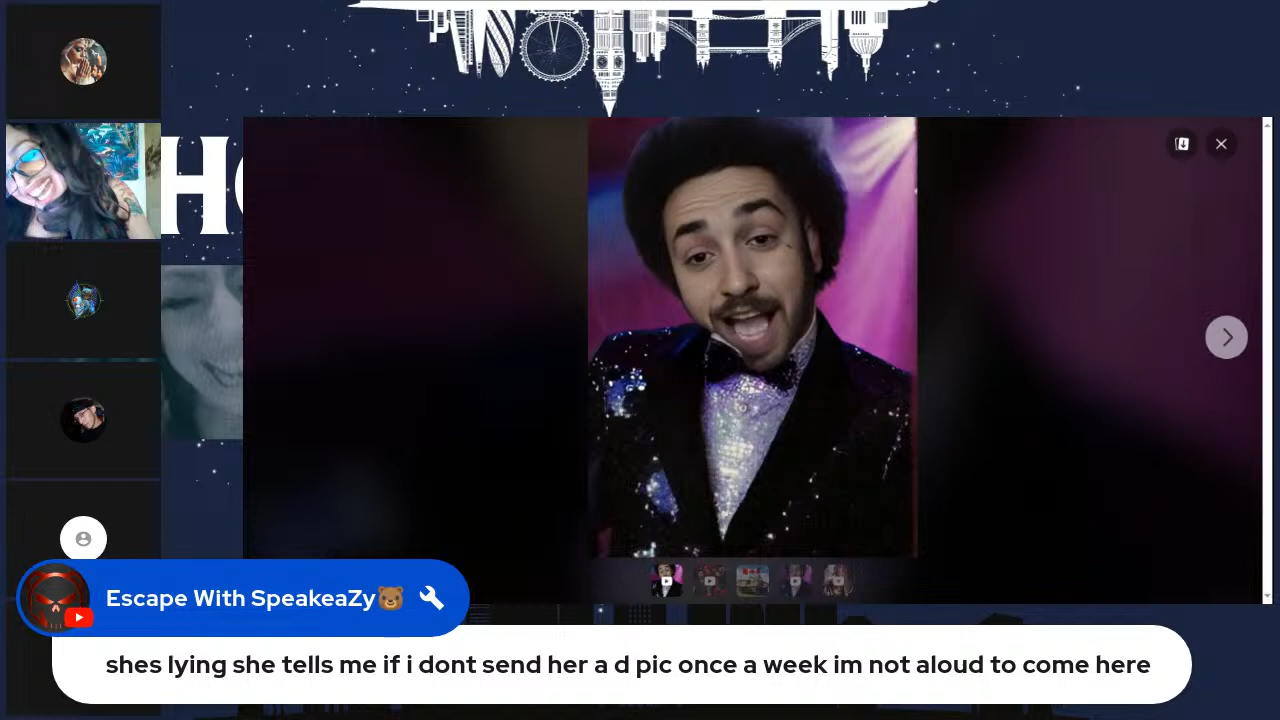 HO
Escape With SpeakeaZy🐻 🔧
shes lying she tells me if i dont send her a d pic once a week im not aloud to come here